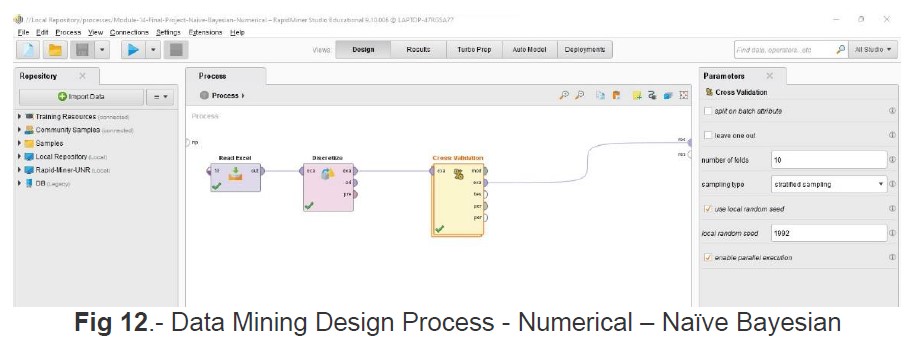 //Local Repository/processes/Module-14-Final-Project-Naive-Bayesian-Numerical – RapidMiner Studio Educational 9.10.008 @ LAPTOP-47R05A77
File Edit Process View Connections Settings Extensions Help
Views: Design Results Turbo Prep Auto Model Deployments
Find data, operators...etc
All Studio
Repository
Import Data
Training Resources (connected)
Community Samples (connected)
Samples
Local Repository (Local)
Rapid-Miner-UNR (Local)
DB (Legacy)
Process
Process
Process
inp
Read Excel
fil out
Discretize
exa exa
ori
pre
Cross Validation
exa mod
exa
tes
per
per
res
res
Parameters
Cross Validation
split on batch attribute
leave one out
number of folds 10
sampling type stratified sampling
use local random seed
local random seed 1992
enable parallel execution
Fig 12.- Data Mining Design Process - Numerical – Naïve Bayesian